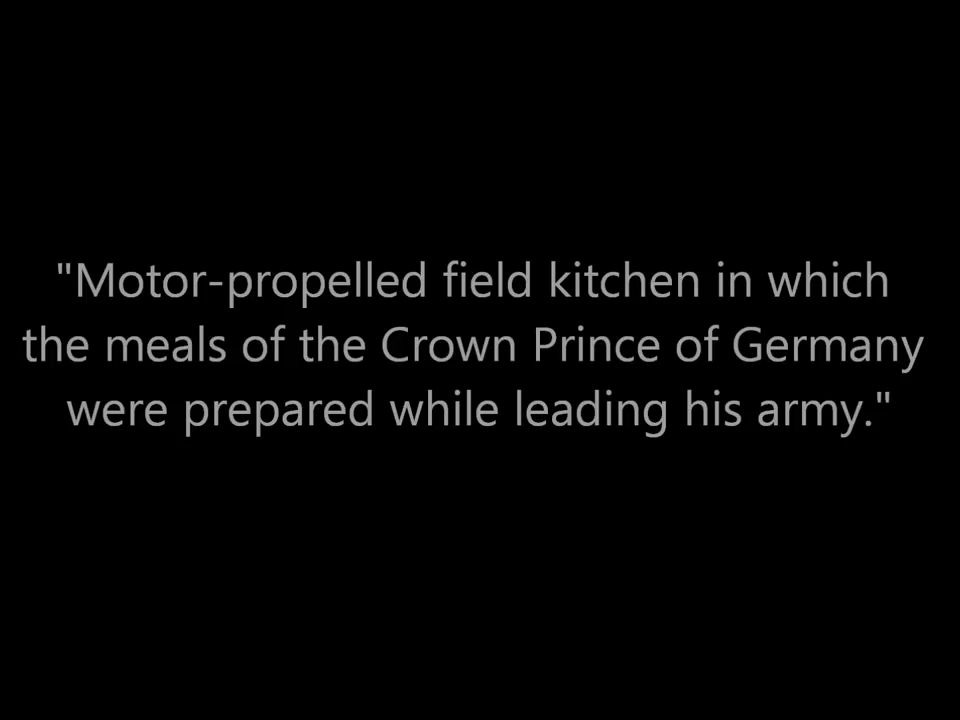 "Motor-propelled field kitchen in which
the meals of the Crown Prince of Germany
were prepared while leading his army."